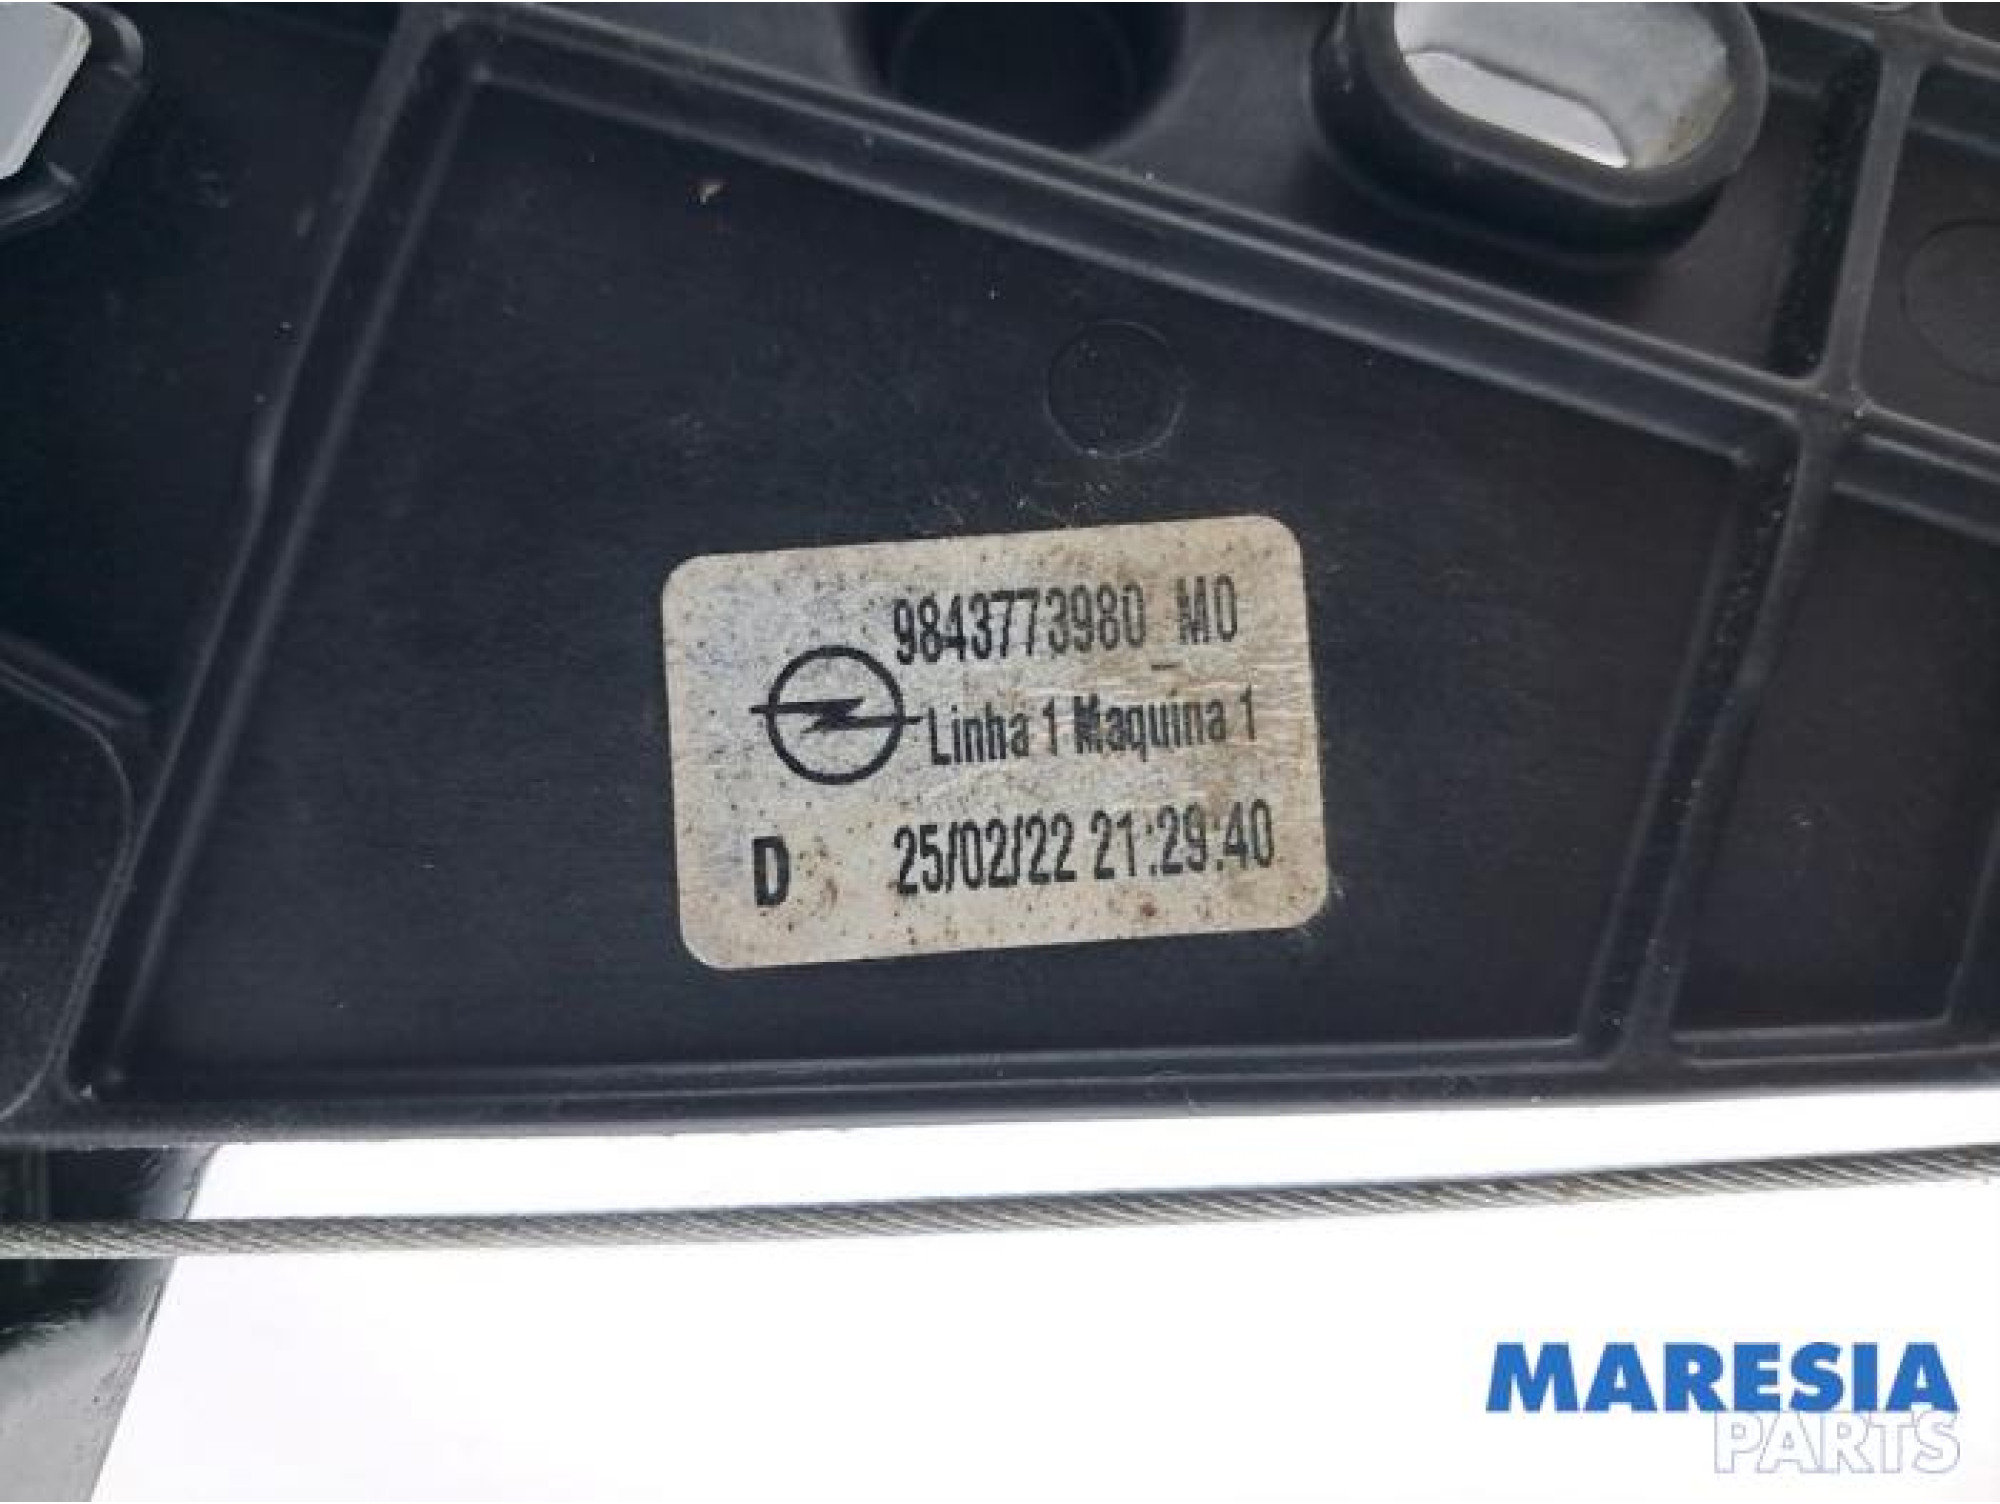 9843773980_M0
Linha 1 Maquina 1
D 25/02/22 21:29:40
MARESIA
PARTS